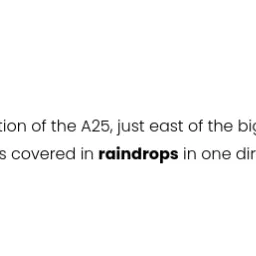 tion of the A25, just east of the big
s covered in raindrops in one dir